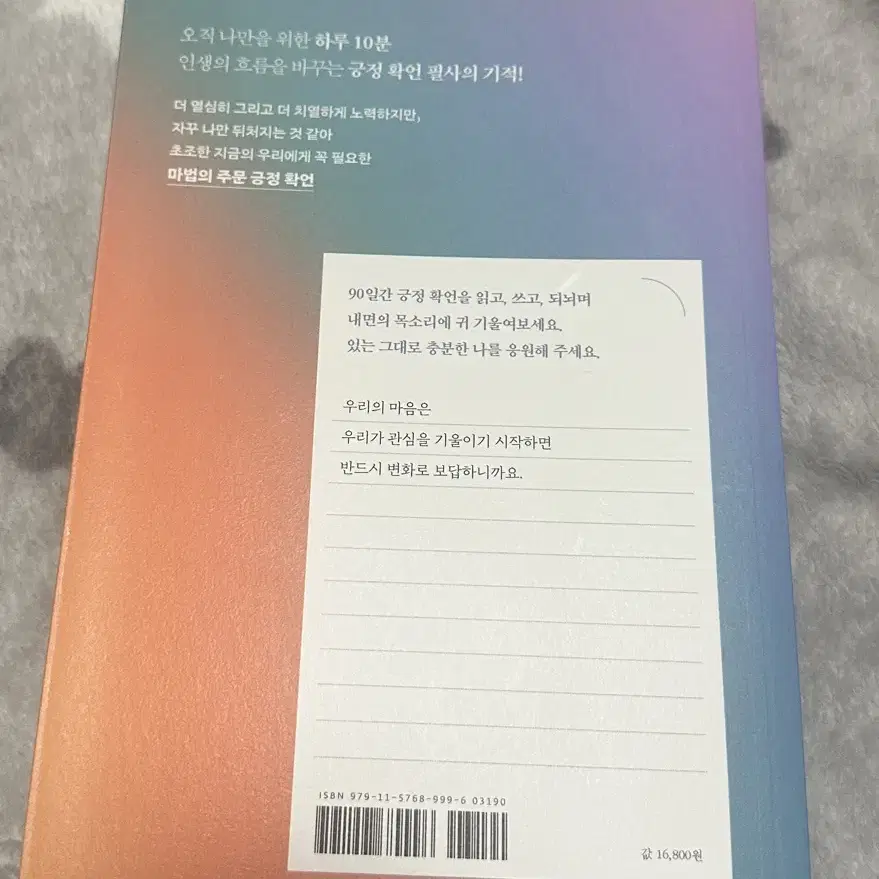 오직 나만을 위한 하루 10분
인생의 흐름을 바꾸는 긍정 확언 필사의 기적!
더 열심히 그리고 더 치열하게 노력하지만,
자꾸 나만 뒤처지는 것 같아
초조한 지금의 우리에게 꼭 필요한
마법의 주문 긍정 확언
90일간 긍정 확언을 읽고, 쓰고, 되뇌며
내면의 목소리에 귀 기울여보세요.
있는 그대로 충분한 나를 응원해 주세요.
우리의 마음은
우리가 관심을 기울이기 시작하면
반드시 변화로 보답하니까요.
ISBN 979-11-5768-999-6 03190
값 16,800원